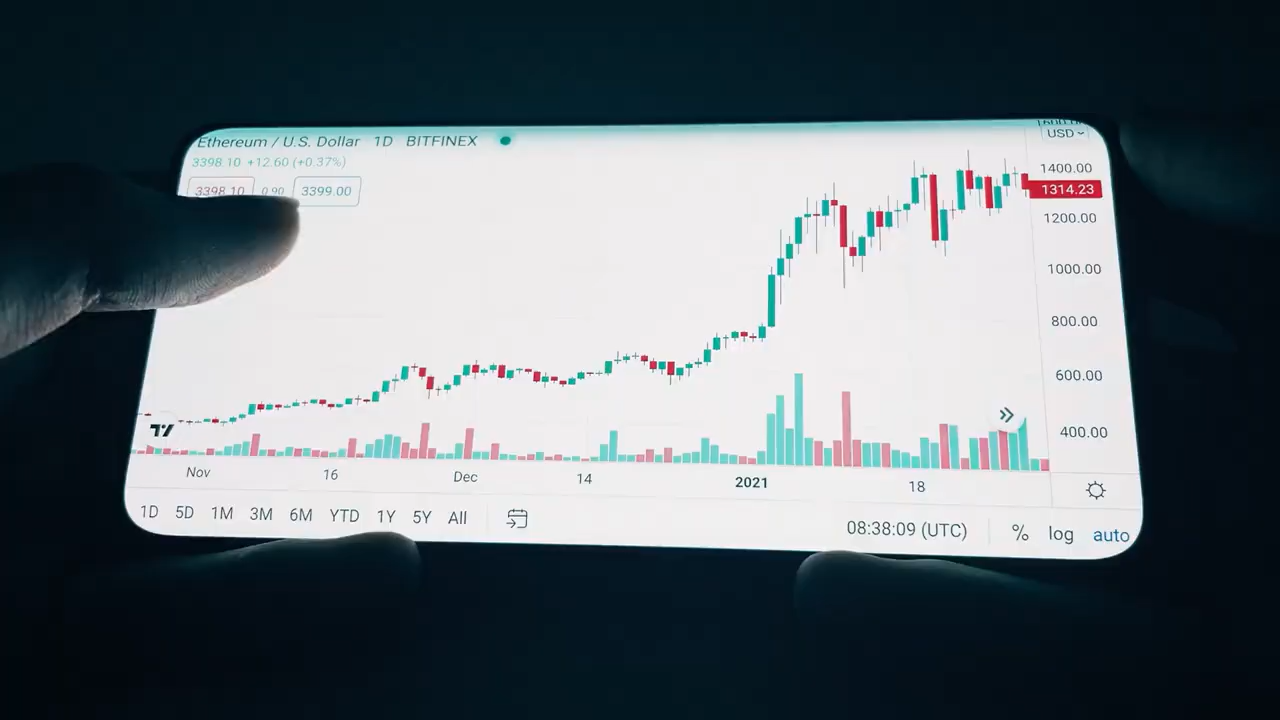 Ethereum / U.S. Dollar 1D BITFINEX
3398.10 +12.60 (+0.37%)
3398.10 0.90 3399.00
USD
1400.00
1314.23
1200.00
1000.00
800.00
600.00
400.00
Nov 16 Dec 14 2021 18
1D 5D 1M 3M 6M YTD 1Y 5Y All
08:38:09 (UTC) % log auto